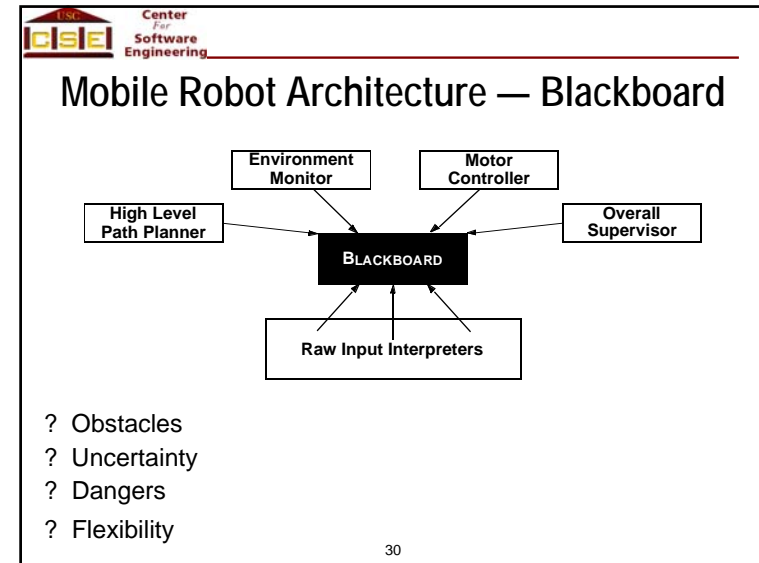 USC
CSE
Center
For
Software
Engineering
Mobile Robot Architecture — Blackboard
Environment
Monitor
Motor
Controller
High Level
Path Planner
Overall
Supervisor
BLACKBOARD
Raw Input Interpreters
? Obstacles
? Uncertainty
? Dangers
? Flexibility
30